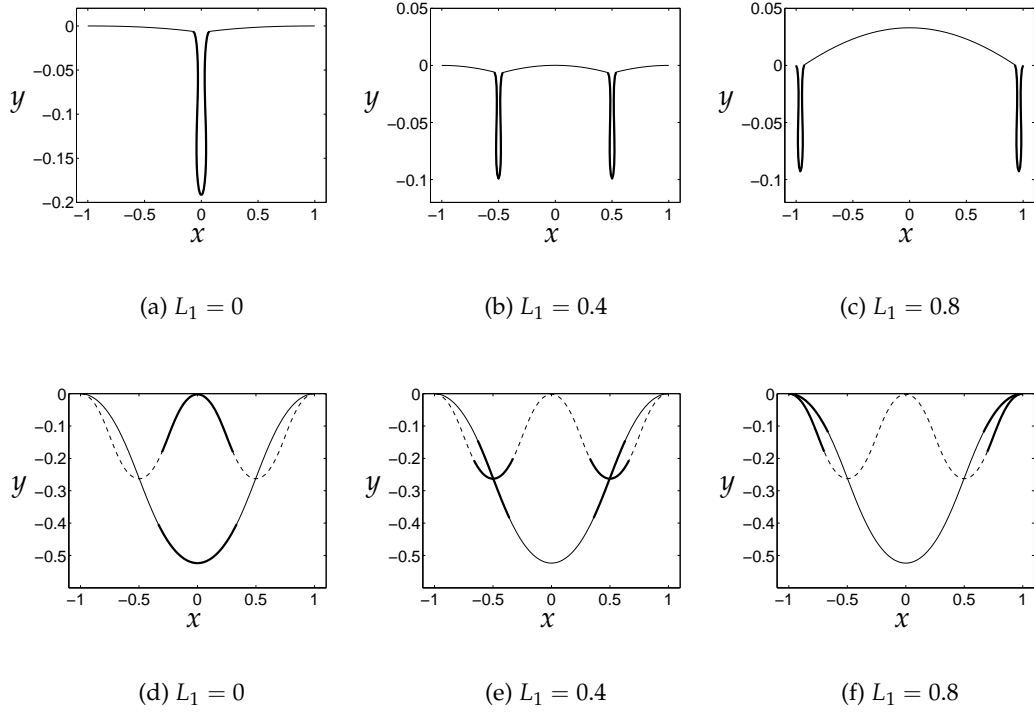 0
−0.05
−0.1
−0.15
−0.2
y
−1 −0.5 0 0.5 1
x
0.05
0
−0.05
−0.1
y
−1 −0.5 0 0.5 1
x
0.05
0
−0.05
−0.1
y
−1 −0.5 0 0.5 1
x
(a) L₁ = 0
(b) L₁ = 0.4
(c) L₁ = 0.8
0
−0.1
−0.2
−0.3
−0.4
−0.5
y
−1 −0.5 0 0.5 1
x
0
−0.1
−0.2
−0.3
−0.4
−0.5
y
−1 −0.5 0 0.5 1
x
0
−0.1
−0.2
−0.3
−0.4
−0.5
y
−1 −0.5 0 0.5 1
x
(d) L₁ = 0
(e) L₁ = 0.4
(f) L₁ = 0.8